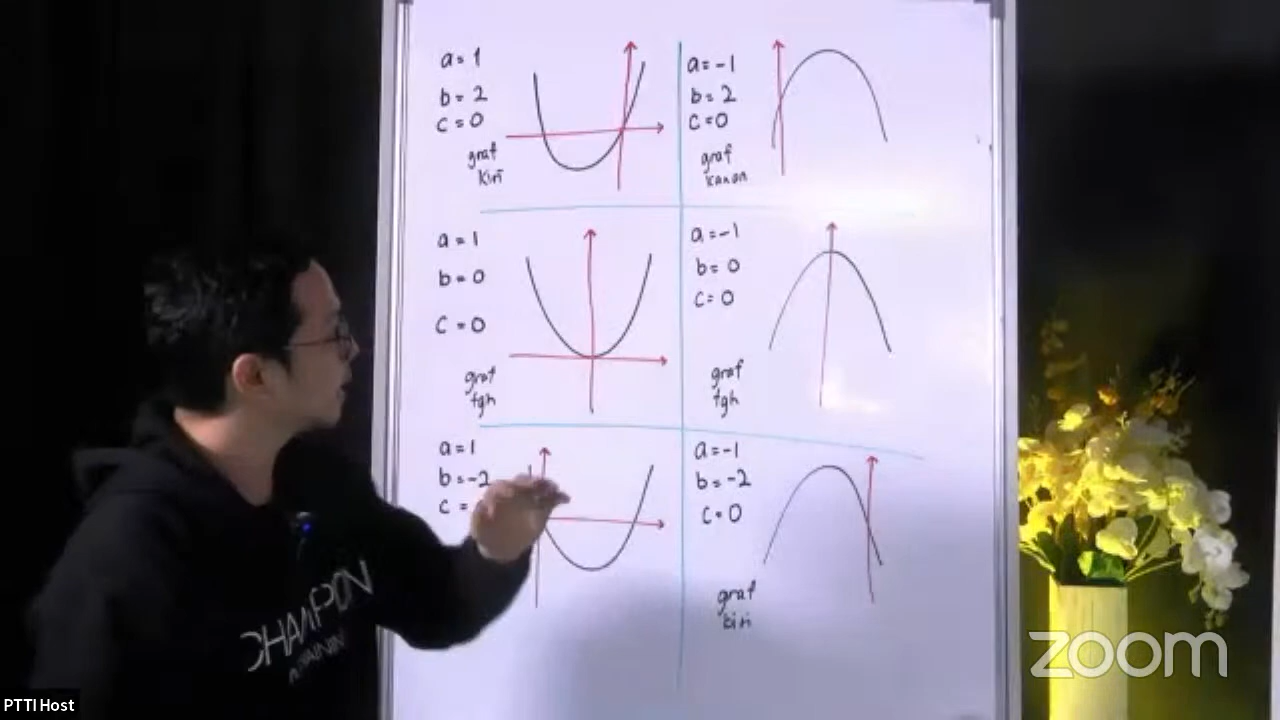 a = 1
b = 2
c = 0
graf
kiri
a = -1
b = 2
c = 0
graf
kanan
a = 1
b = 0
c = 0
graf
tgh
a = -1
b = 0
c = 0
graf
tgh
a = 1
b = -2
c =
a = -1
b = -2
c = 0
graf
kiri
CHAMPION
zoom
PTTI Host